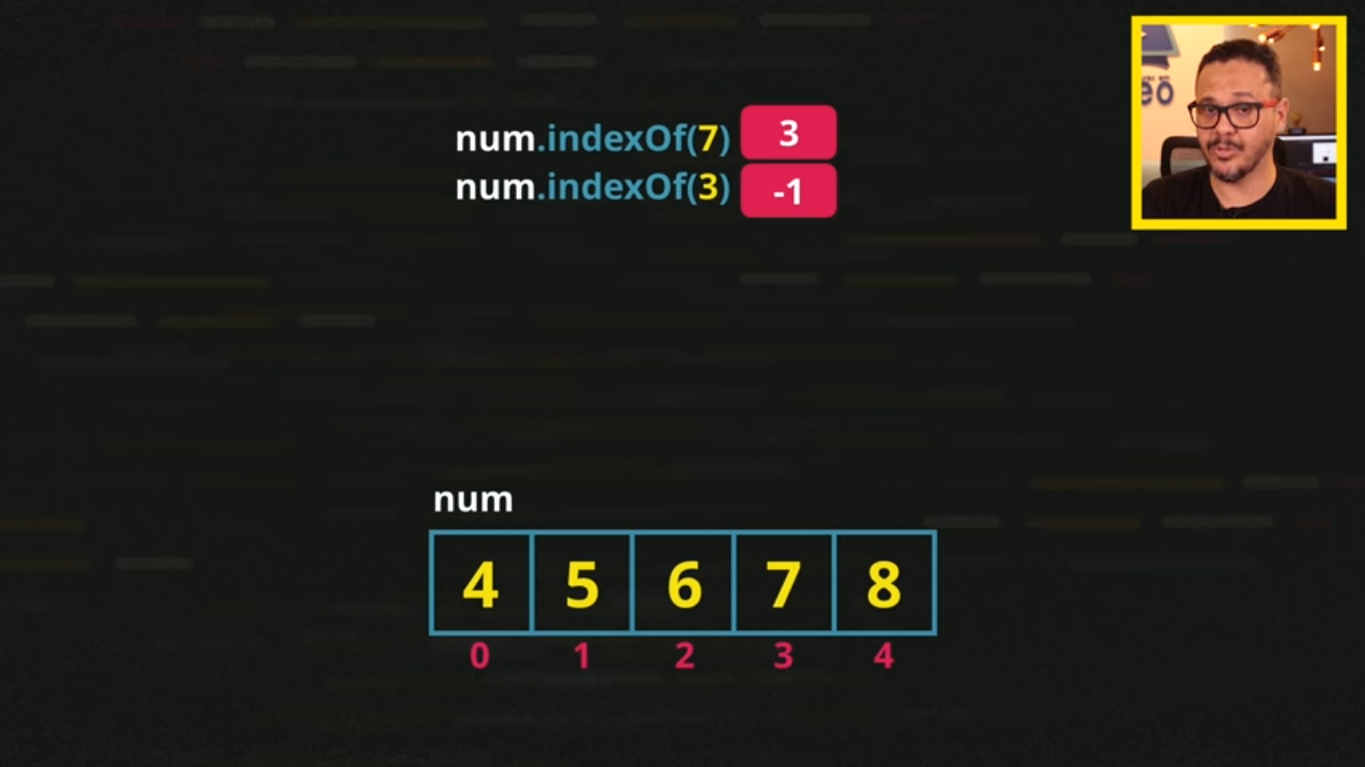 num.indexOf(7) 3
num.indexOf(3) -1
num
4 5 6 7 8
0 1 2 3 4